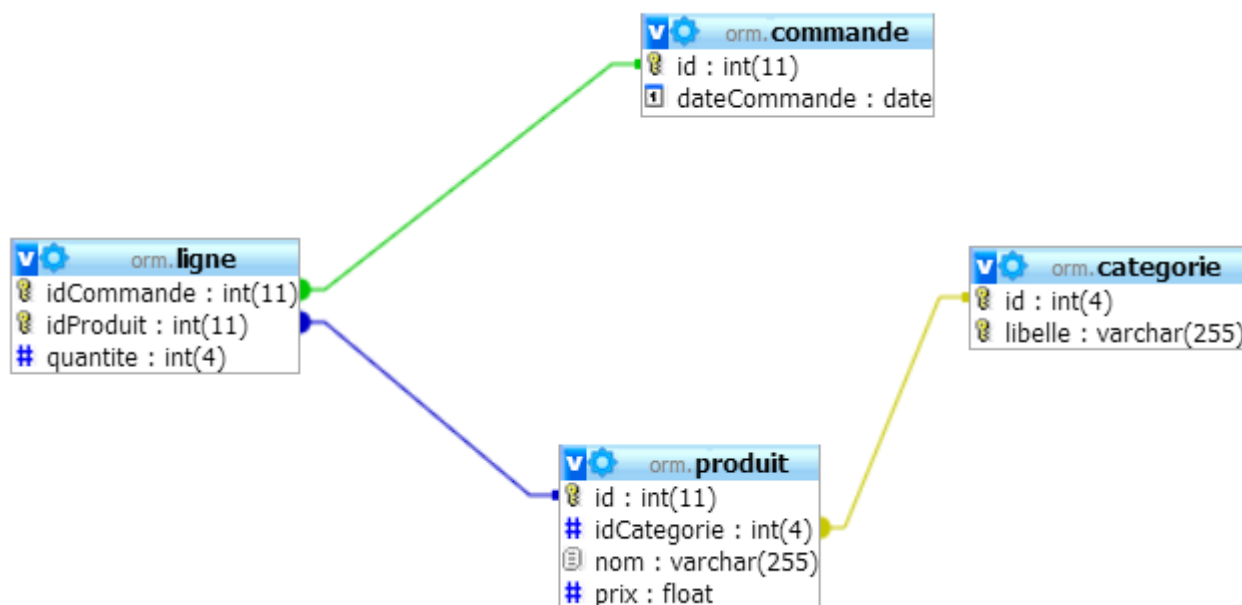 orm.commande
id : int(11)
dateCommande : date
orm.ligne
idCommande : int(11)
idProduit : int(11)
# quantite : int(4)
orm.categorie
id : int(4)
libelle : varchar(255)
orm.produit
id : int(11)
# idCategorie : int(4)
nom : varchar(255)
# prix : float